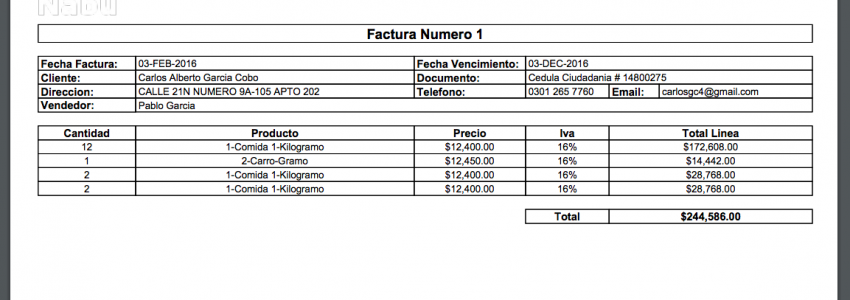 Nabu
Factura Numero 1
Fecha Factura: 03-FEB-2016 Fecha Vencimiento: 03-DEC-2016
Cliente: Carlos Alberto Garcia Cobo Documento: Cedula Ciudadania # 14800275
Direccion: CALLE 21N NUMERO 9A-105 APTO 202 Telefono: 0301 265 7760 Email: carlosgc4@gmail.com
Vendedor: Pablo Garcia
Cantidad Producto Precio Iva Total Linea
12 1-Comida 1-Kilogramo $12,400.00 16% $172,608.00
1 2-Carro-Gramo $12,450.00 16% $14,442.00
2 1-Comida 1-Kilogramo $12,400.00 16% $28,768.00
2 1-Comida 1-Kilogramo $12,400.00 16% $28,768.00
Total $244,586.00